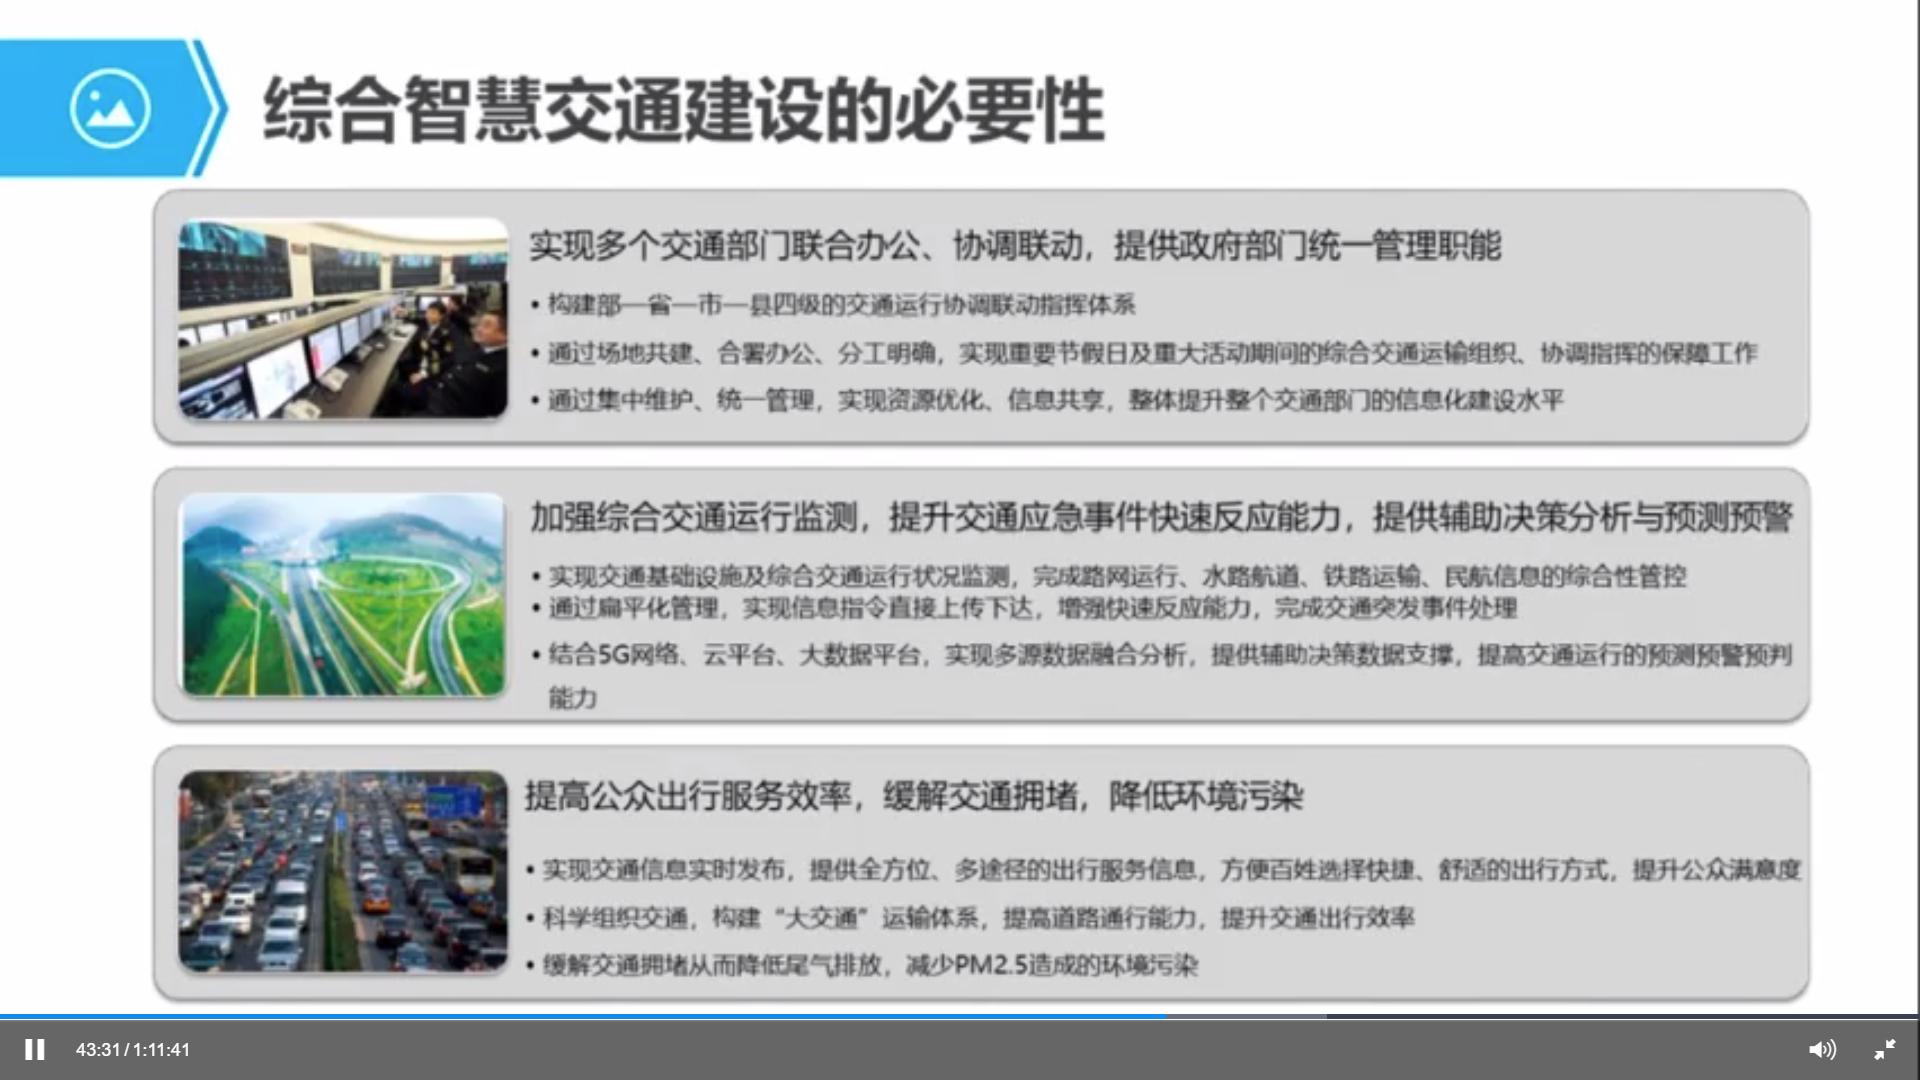 综合智慧交通建设的必要性
实现多个交通部门联合办公、协调联动，提供政府部门统一管理职能
• 构建部—省—市—县四级的交通运行协调联动指挥体系
• 通过场地共建、合署办公、分工明确，实现重要节假日及重大活动期间的综合交通运输组织、协调指挥的保障工作
• 通过集中维护、统一管理，实现资源优化、信息共享，整体提升整个交通部门的信息化建设水平
加强综合交通运行监测，提升交通应急事件快速反应能力，提供辅助决策分析与预测预警
• 实现交通基础设施及综合交通运行状况监测，完成路网运行、水路航道、铁路运输、民航信息的综合性管控
• 通过扁平化管理，实现信息指令直接上传下达，增强快速反应能力，完成交通突发事件处理
• 结合5G网络、云平台、大数据平台，实现多源数据融合分析，提供辅助决策数据支撑，提高交通运行的预测预警预判
能力
提高公众出行服务效率，缓解交通拥堵，降低环境污染
• 实现交通信息实时发布，提供全方位、多途径的出行服务信息，方便百姓选择快捷、舒适的出行方式，提升公众满意度
• 科学组织交通，构建“大交通”运输体系，提高道路通行能力，提升交通出行效率
• 缓解交通拥堵从而降低尾气排放，减少PM2.5造成的环境污染
43:31 / 1:11:41